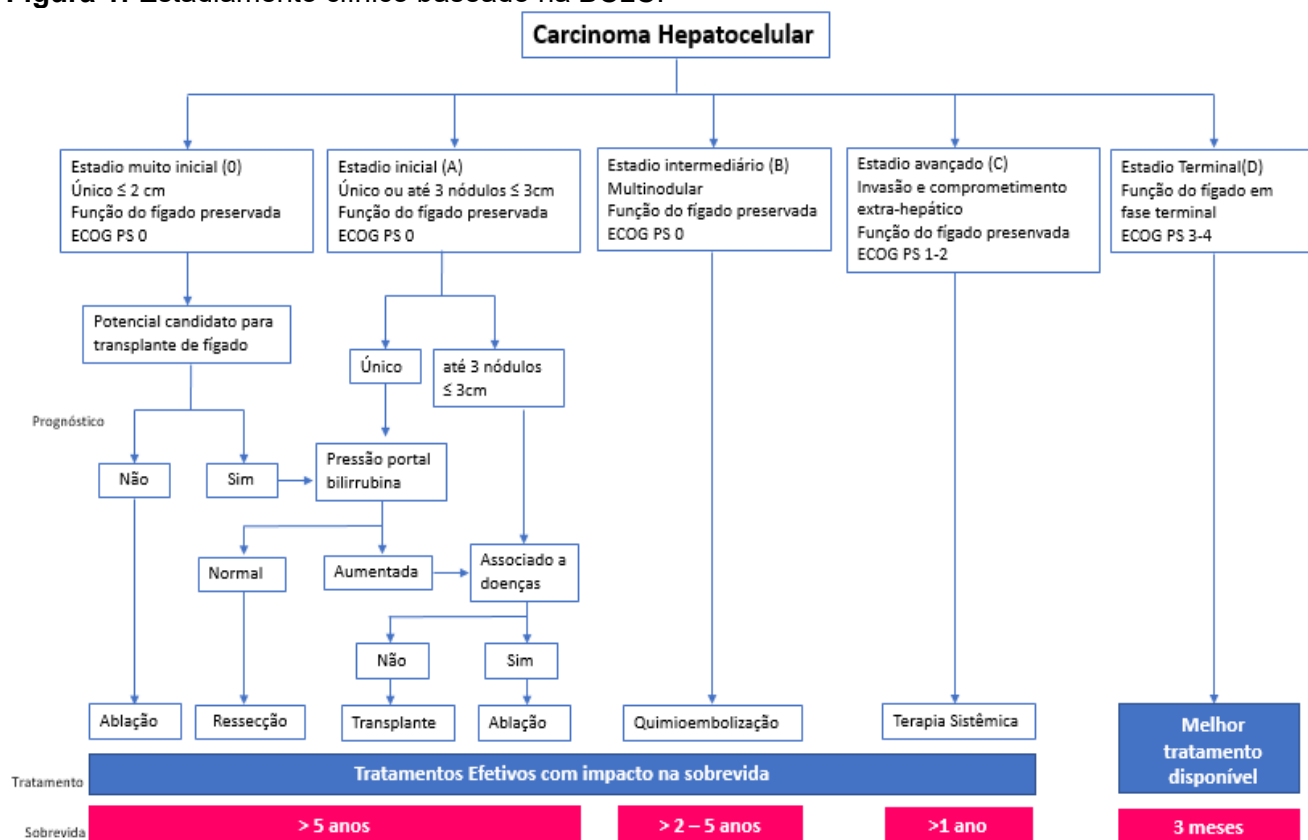 Carcinoma Hepatocelular
Estadio muito inicial (0)
Único ≤ 2 cm
Função do fígado preservada
ECOG PS 0
Estadio inicial (A)
Único ou até 3 nódulos ≤ 3cm
Função do fígado preservada
ECOG PS 0
Estadio intermediário (B)
Multinodular
Função do fígado preservada
ECOG PS 0
Estadio avançado (C)
Invasão e comprometimento
extra-hepático
Função do fígado presenvada
ECOG PS 1-2
Estadio Terminal(D)
Função do fígado em
fase terminal
ECOG PS 3-4
Potencial candidato para
transplante de fígado
Único
até 3 nódulos
≤ 3cm
Prognóstico
Não
Sim
Pressão portal
bilirrubina
Normal
Aumentada
Associado a
doenças
Não
Sim
Ablação
Ressecção
Transplante
Ablação
Quimioembolização
Terapia Sistêmica
Melhor
tratamento
disponível
Tratamento
Tratamentos Efetivos com impacto na sobrevida
Sobrevida
> 5 anos
> 2 – 5 anos
>1 ano
3 meses